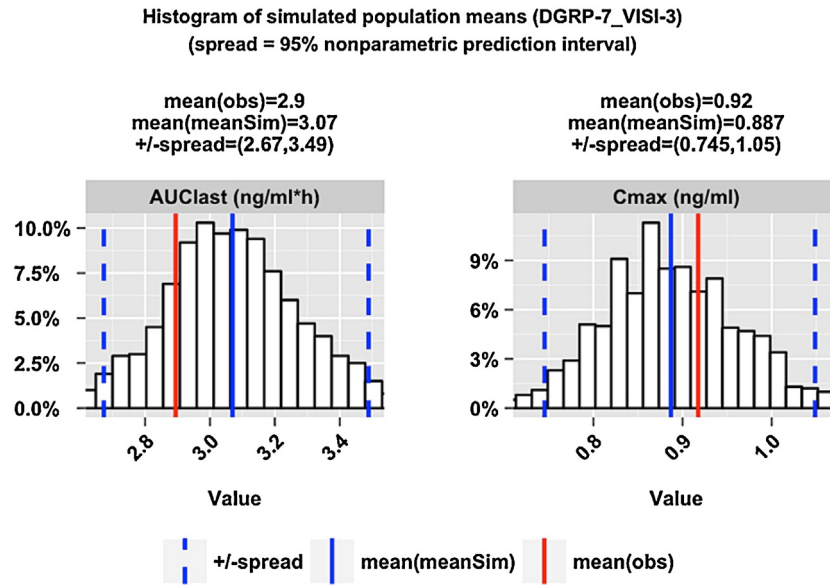 Histogram of simulated population means (DGRP-7_VISI-3)
(spread = 95% nonparametric prediction interval)
mean(obs)=2.9
mean(meanSim)=3.07
+/-spread=(2.67,3.49)
AUClast (ng/ml*h)
10.0%
7.5%
5.0%
2.5%
0.0%
2.8 3.0 3.2 3.4
Value
mean(obs)=0.92
mean(meanSim)=0.887
+/-spread=(0.745,1.05)
Cmax (ng/ml)
9%
6%
3%
0%
0.8 0.9 1.0
Value
+/-spread mean(meanSim) mean(obs)